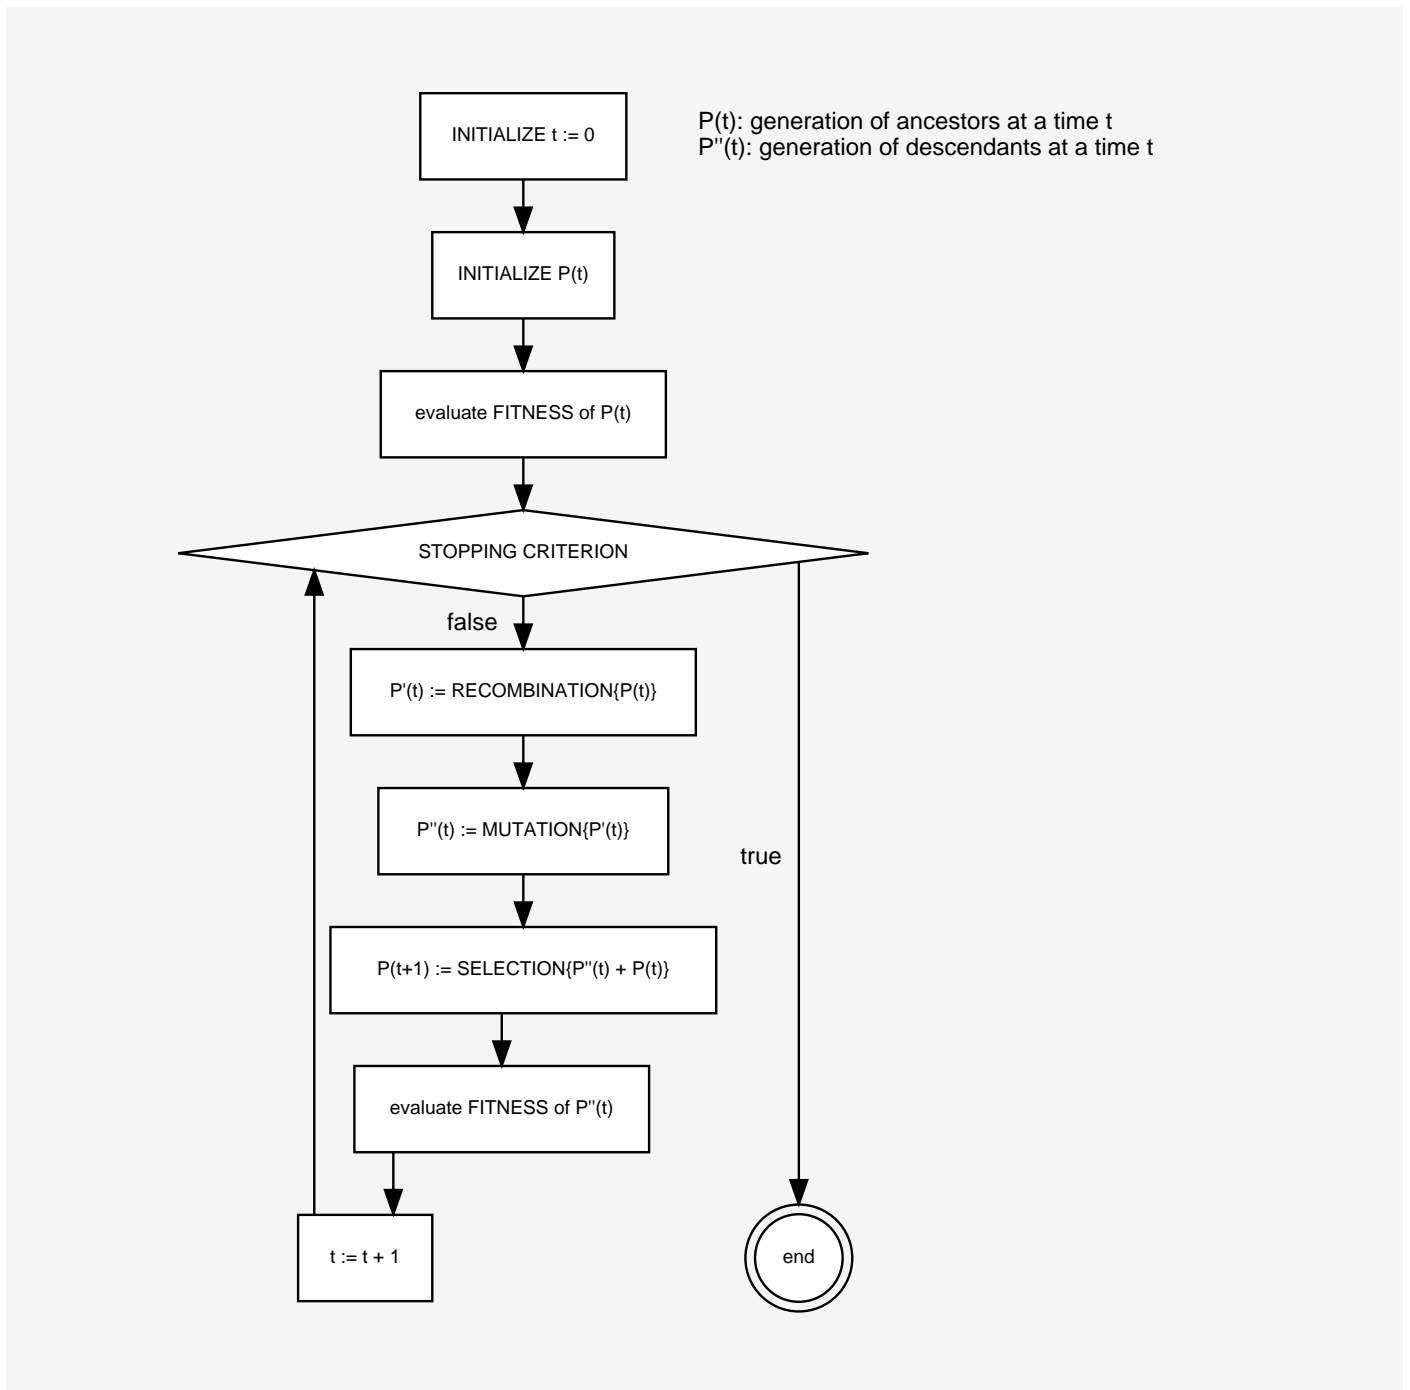 INITIALIZE t := 0
P(t): generation of ancestors at a time t
P''(t): generation of descendants at a time t
INITIALIZE P(t)
evaluate FITNESS of P(t)
STOPPING CRITERION
false
P'(t) := RECOMBINATION{P(t)}
P''(t) := MUTATION{P'(t)}
true
P(t+1) := SELECTION{P''(t) + P(t)}
evaluate FITNESS of P''(t)
t := t + 1
end